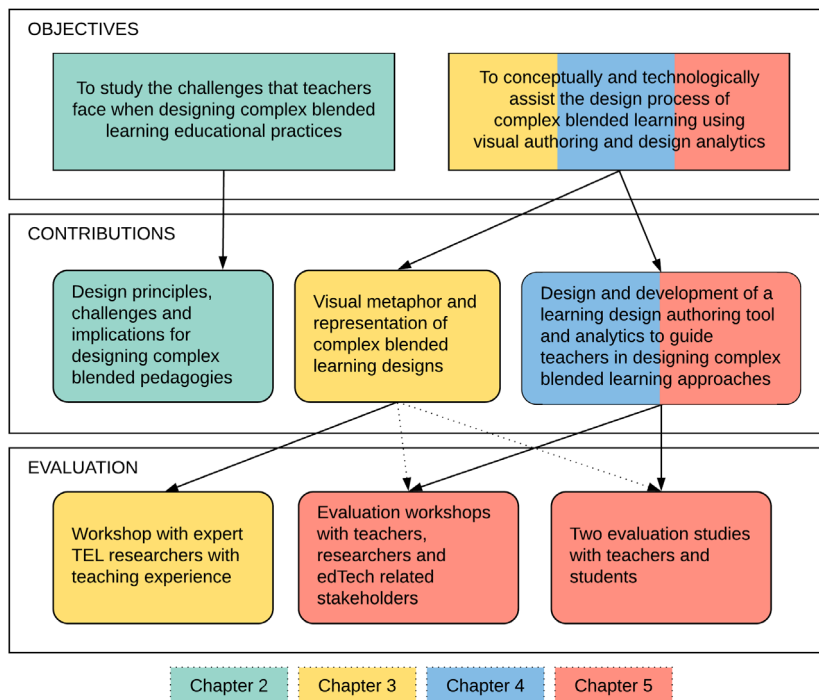 OBJECTIVES
To study the challenges that teachers
face when designing complex blended
learning educational practices
To conceptually and technologically
assist the design process of
complex blended learning using
visual authoring and design analytics
CONTRIBUTIONS
Design principles,
challenges and
implications for
designing complex
blended pedagogies
Visual metaphor and
representation of
complex blended
learning designs
Design and development of a
learning design authoring tool
and analytics to guide
teachers in designing complex
blended learning approaches
EVALUATION
Workshop with expert
TEL researchers with
teaching experience
Evaluation workshops
with teachers,
researchers and
edTech related
stakeholders
Two evaluation studies
with teachers and
students
Chapter 2
Chapter 3
Chapter 4
Chapter 5